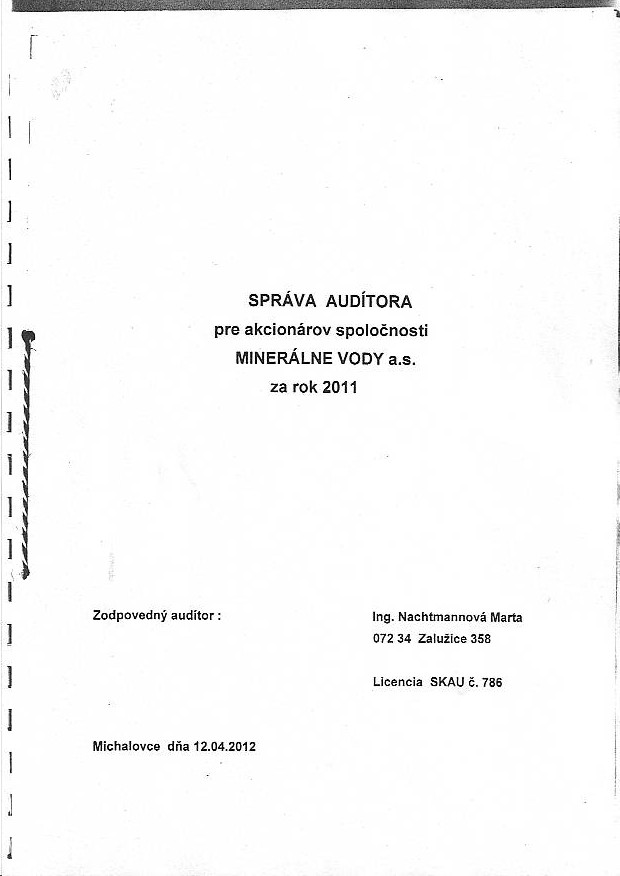 SPRÁVA AUDÍTORA
pre akcionárov spoločnosti
MINERÁLNE VODY a.s.
za rok 2011
Zodpovedný audítor :
Ing. Nachtmannová Marta
072 34 Zalužice 358
Licencia SKAU č. 786
Michalovce dňa 12.04.2012